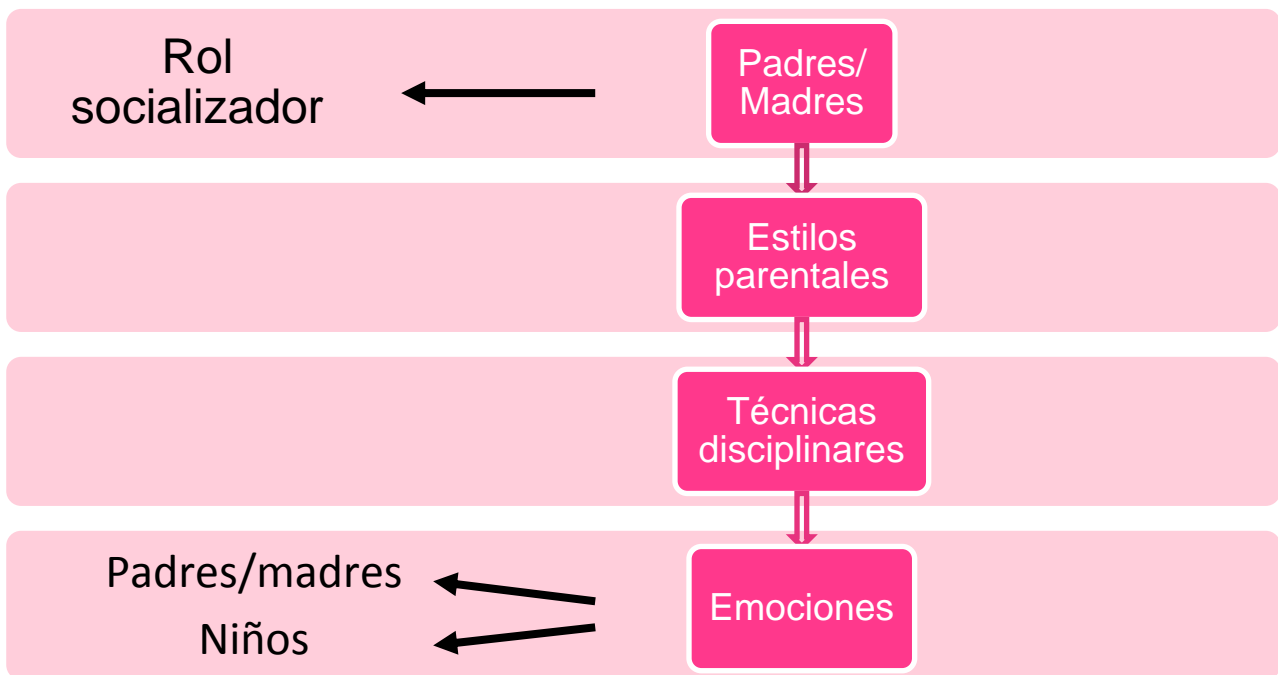 Rol
socializador
Padres/
Madres
Estilos
parentales
Técnicas
disciplinares
Padres/madres
Niños
Emociones